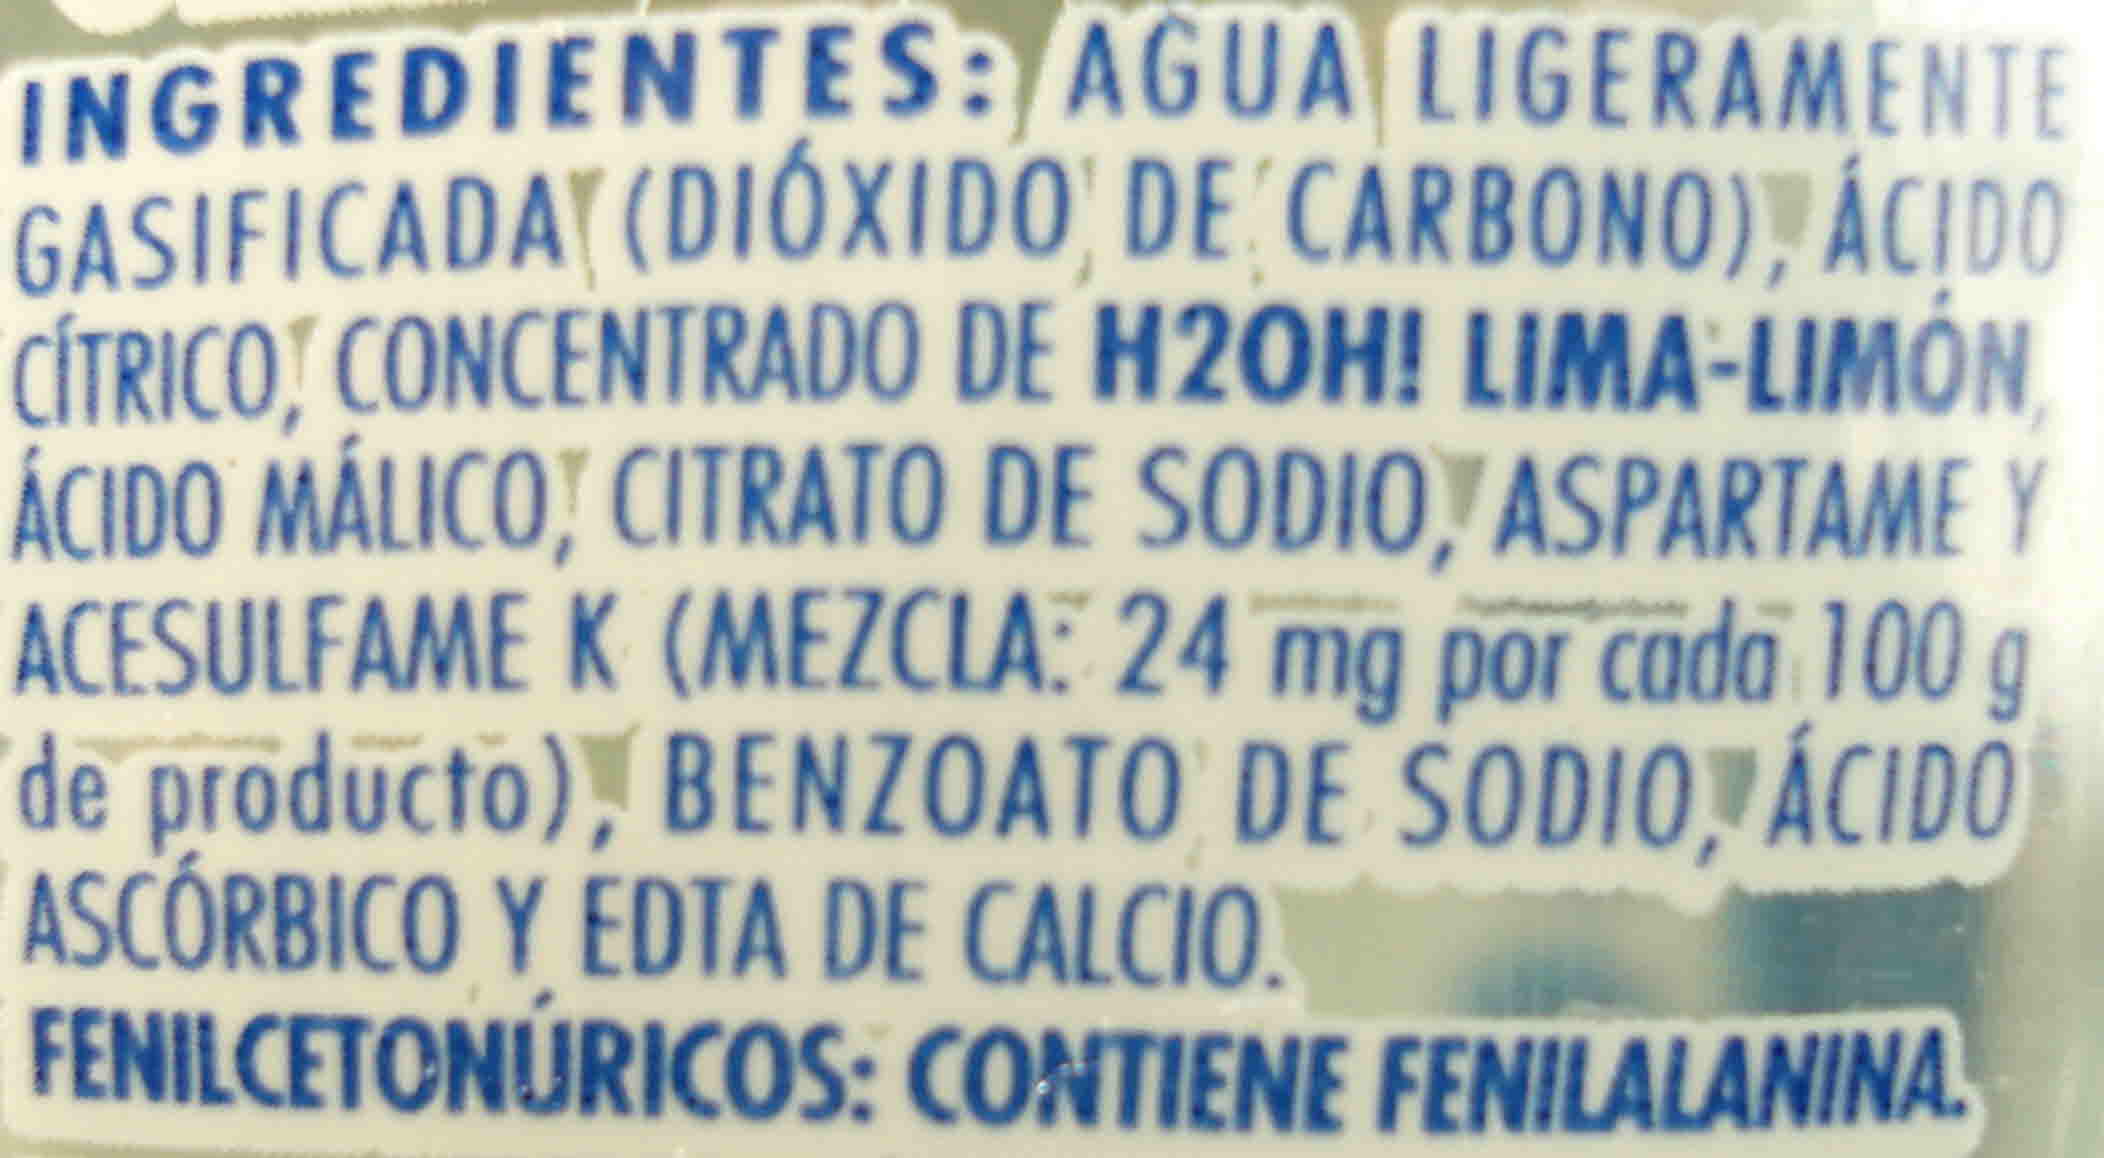 INGREDIENTES: AGUA LIGERAMENTE
GASIFICADA (DIÓXIDO DE CARBONO), ÁCIDO
CÍTRICO, CONCENTRADO DE H2OH! LIMA-LIMÓN,
ÁCIDO MÁLICO, CITRATO DE SODIO, ASPARTAME Y
ACESULFAME K (MEZCLA: 24 mg por cada 100 g
de producto), BENZOATO DE SODIO, ÁCIDO
ASCÓRBICO Y EDTA DE CALCIO.
FENILCETONÚRICOS: CONTIENE FENILALANINA.